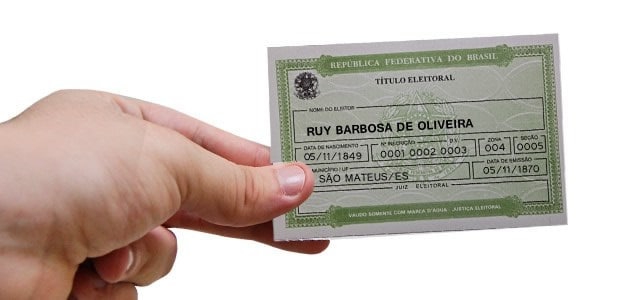 REPÚBLICA FEDERATIVA DO BRASIL
TÍTULO ELEITORAL
NOME DO ELEITOR
RUY BARBOSA DE OLIVEIRA
DATA DE NASCIMENTO Nº INSCRIÇÃO D.V. ZONA SEÇÃO
05/11/1849 0001 0002 0003 004 0005
MUNICÍPIO / UF DATA DE EMISSÃO
SÃO MATEUS/ES 05/11/1870
JUIZ ELEITORAL
VÁLIDO SOMENTE COM MARCA D'ÁGUA - JUSTIÇA ELEITORAL